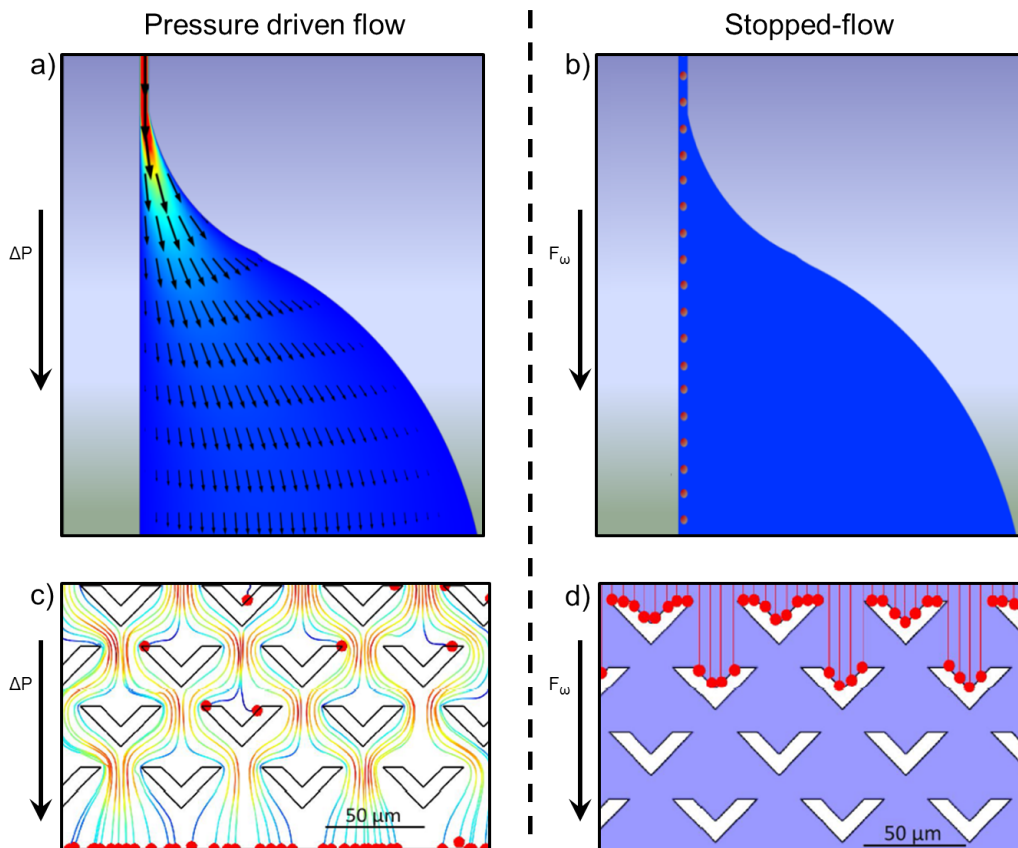 Pressure driven flow
Stopped-flow
a)
b)
ΔP
Fω
c)
d)
ΔP
Fω
50 µm
50 µm